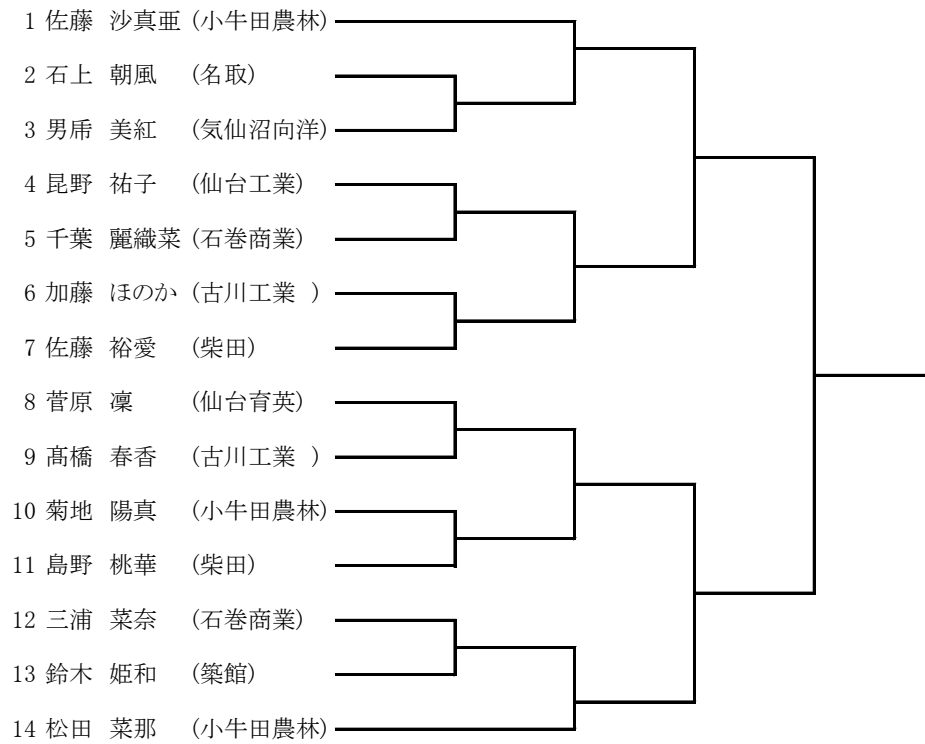 1 佐藤 沙真亜 (小牛田農林)
2 石上 朝風 (名取)
3 男乕 美紅 (気仙沼向洋)
4 昆野 祐子 (仙台工業)
5 千葉 麗織菜 (石巻商業)
6 加藤 ほのか (古川工業 )
7 佐藤 裕愛 (柴田)
8 菅原 凜 (仙台育英)
9 髙橋 春香 (古川工業 )
10 菊地 陽真 (小牛田農林)
11 島野 桃華 (柴田)
12 三浦 菜奈 (石巻商業)
13 鈴木 姫和 (築館)
14 松田 菜那 (小牛田農林)